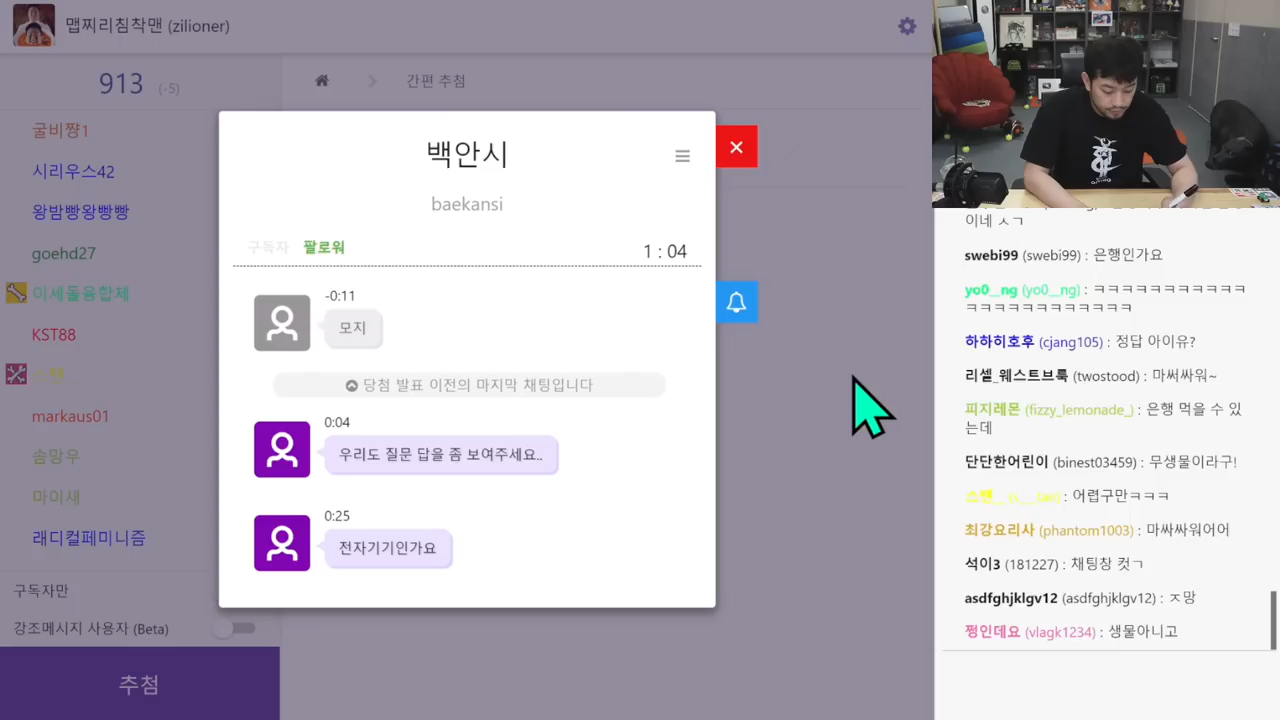 맵찌리침착맨 (zilioner)
913 (-5)
간편 추첨
굴비쨩1
시리우스42
왕밤빵왕빵빵
goehd27
이세돌융합체
KST88
스텐
markaus01
솜망우
마이새
래디컬페미니즘
구독자만
강조메시지 사용자 (Beta)
추첨
백안시
baekansi
구독자 팔로워
1 : 04
-0:11
모지
당첨 발표 이전의 마지막 채팅입니다
0:04
우리도 질문 답을 좀 보여주세요..
0:25
전자기기인가요
이네 ㅅㄱ
swebi99 (swebi99) : 은행인가요
yo0__ng (yo0__ng) : ㅋㅋㅋㅋㅋㅋㅋㅋㅋㅋㅋ
ㅋㅋㅋㅋㅋㅋㅋㅋㅋㅋㅋ
하하히호후 (cjang105) : 정답 아이유?
리셀_웨스트브룩 (twostood) : 마써싸워~
피지레몬 (fizzy_lemonade_) : 은행 먹을 수 있
는데
단단한어린이 (binest03459) : 무생물이라구!
: 어렵구만ㅋㅋㅋ
최강요리사 (phantom1003) : 마싸싸워어어
석이3 (181227) : 채팅창 컷ㄱ
asdfghjklgv12 (asdfghjklgv12) : ㅈ망
쩡인데요 (vlagk1234) : 생물아니고